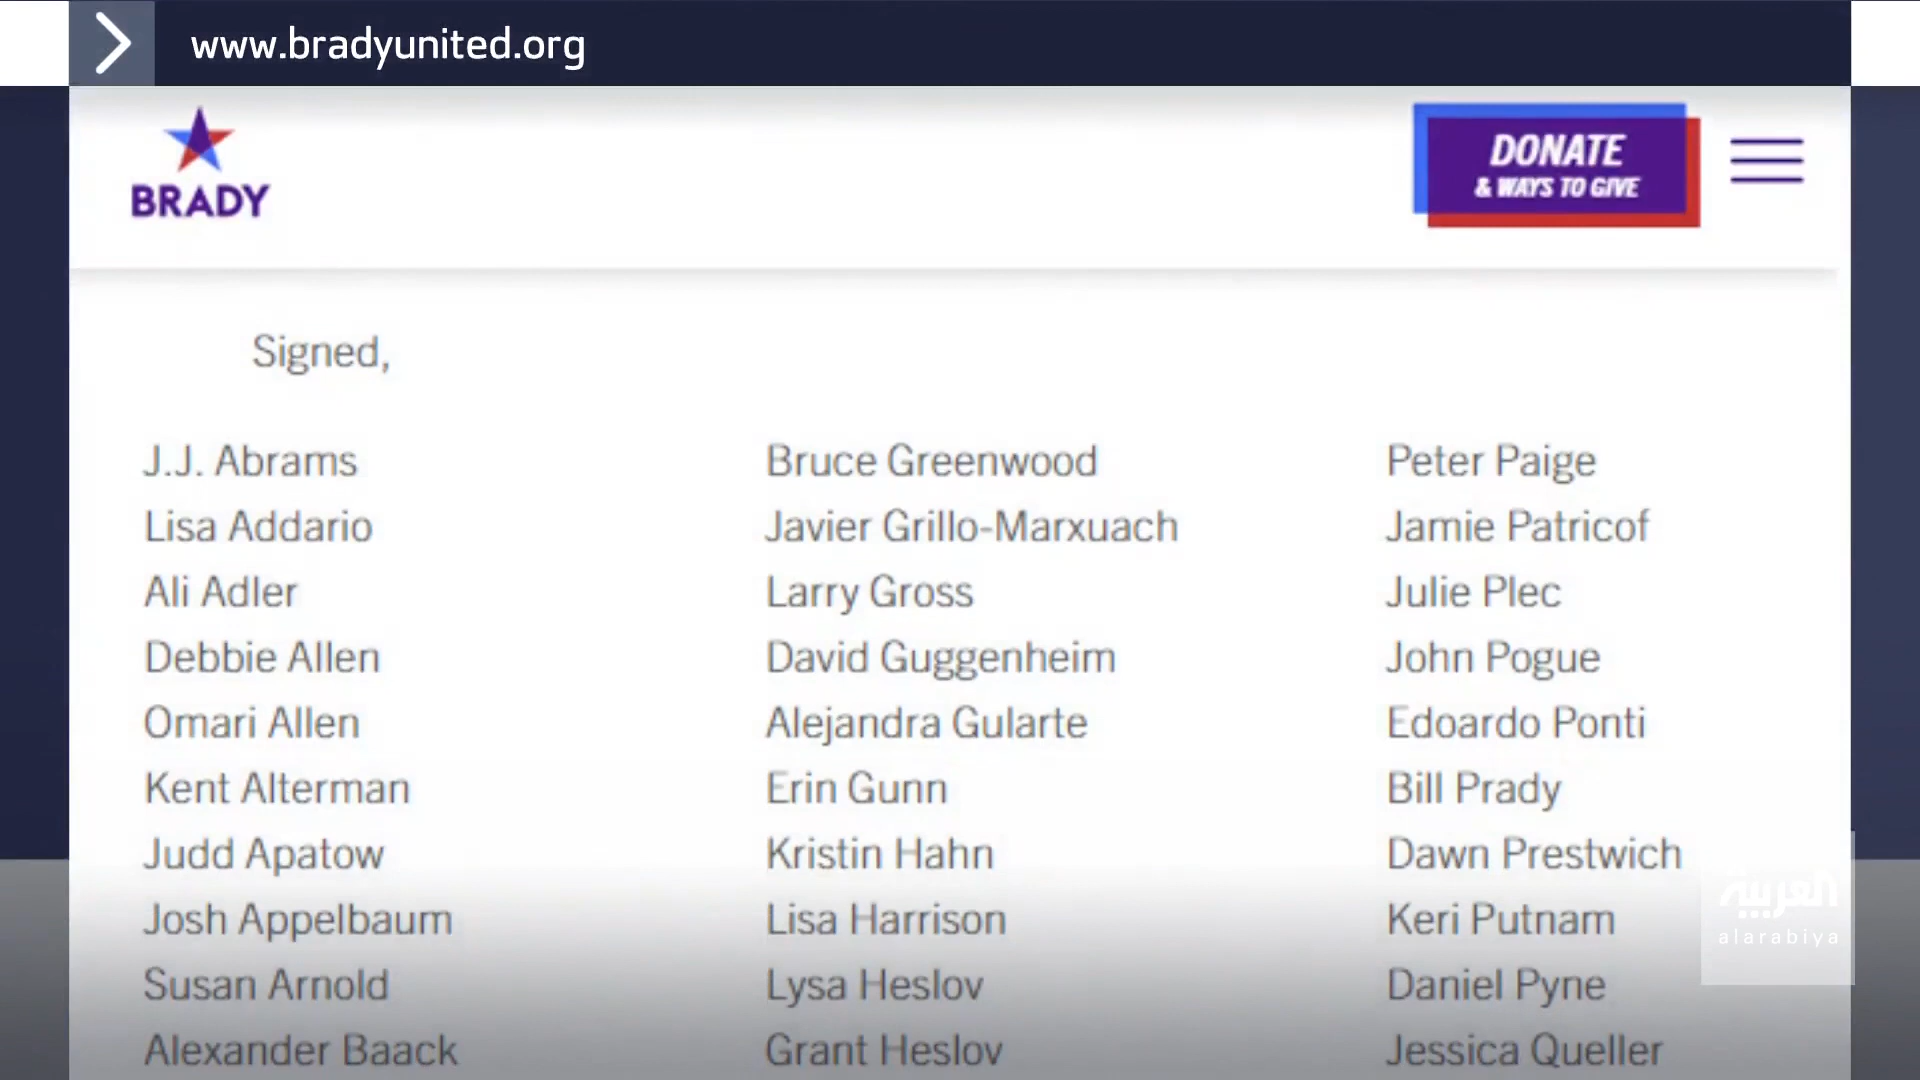 www.bradyunited.org
BRADY
DONATE
& WAYS TO GIVE
Signed,
J.J. Abrams
Lisa Addario
Ali Adler
Debbie Allen
Omari Allen
Kent Alterman
Judd Apatow
Josh Appelbaum
Susan Arnold
Alexander Baack
Bruce Greenwood
Javier Grillo-Marxuach
Larry Gross
David Guggenheim
Alejandra Gularte
Erin Gunn
Kristin Hahn
Lisa Harrison
Lysa Heslov
Grant Heslov
Peter Paige
Jamie Patricof
Julie Plec
John Pogue
Edoardo Ponti
Bill Prady
Dawn Prestwich
Keri Putnam
Daniel Pyne
Jessica Queller
العربية
alarabiya